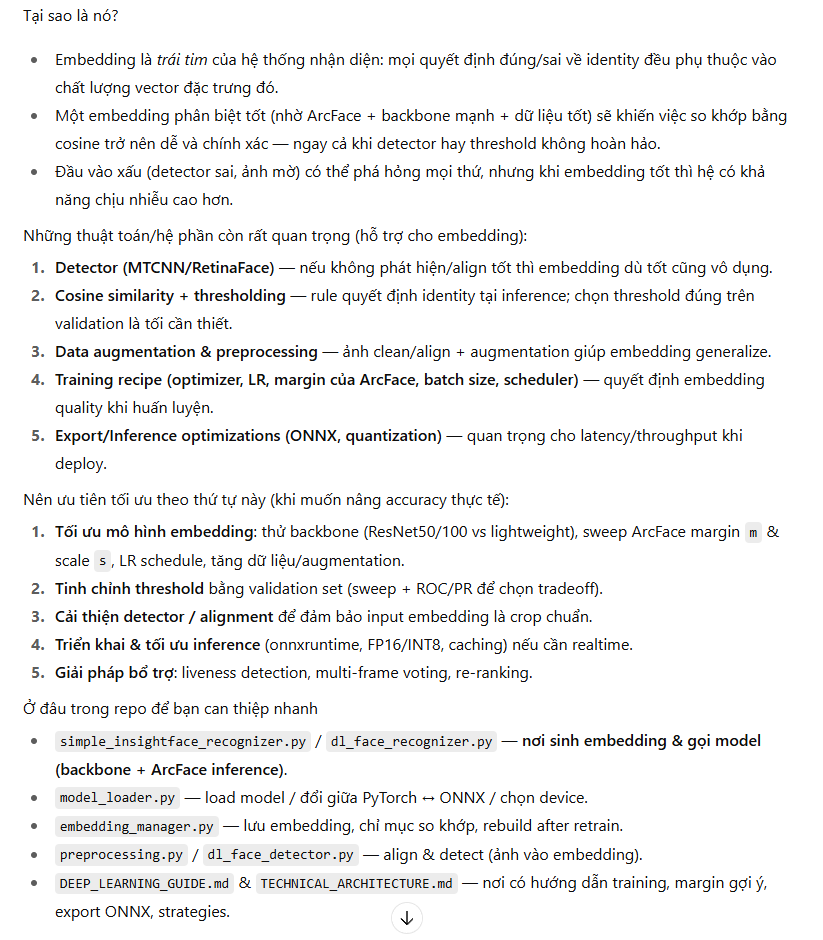 Tại sao là nó?
• Embedding là trái tim của hệ thống nhận diện: mọi quyết định đúng/sai về identity đều phụ thuộc vào
chất lượng vector đặc trưng đó.
• Một embedding phân biệt tốt (nhờ ArcFace + backbone mạnh + dữ liệu tốt) sẽ khiến việc so khớp bằng
cosine trở nên dễ và chính xác — ngay cả khi detector hay threshold không hoàn hảo.
• Đầu vào xấu (detector sai, ảnh mờ) có thể phá hỏng mọi thứ, nhưng khi embedding tốt thì hệ có khả
năng chịu nhiễu cao hơn.
Những thuật toán/hệ phần còn rất quan trọng (hỗ trợ cho embedding):
1. Detector (MTCNN/RetinaFace) — nếu không phát hiện/align tốt thì embedding dù tốt cũng vô dụng.
2. Cosine similarity + thresholding — rule quyết định identity tại inference; chọn threshold đúng trên
validation là tối cần thiết.
3. Data augmentation & preprocessing — ảnh clean/align + augmentation giúp embedding generalize.
4. Training recipe (optimizer, LR, margin của ArcFace, batch size, scheduler) — quyết định embedding
quality khi huấn luyện.
5. Export/Inference optimizations (ONNX, quantization) — quan trọng cho latency/throughput khi
deploy.
Nên ưu tiên tối ưu theo thứ tự này (khi muốn nâng accuracy thực tế):
1. Tối ưu mô hình embedding: thử backbone (ResNet50/100 vs lightweight), sweep ArcFace margin m &
scale s, LR schedule, tăng dữ liệu/augmentation.
2. Tinh chỉnh threshold bằng validation set (sweep + ROC/PR để chọn tradeoff).
3. Cải thiện detector / alignment để đảm bảo input embedding là crop chuẩn.
4. Triển khai & tối ưu inference (onnxruntime, FP16/INT8, caching) nếu cần realtime.
5. Giải pháp bổ trợ: liveness detection, multi-frame voting, re-ranking.
Ở đâu trong repo để bạn can thiệp nhanh
• simple_insightface_recognizer.py / dl_face_recognizer.py — nơi sinh embedding & gọi model
(backbone + ArcFace inference).
• model_loader.py — load model / đổi giữa PyTorch ↔ ONNX / chọn device.
• embedding_manager.py — lưu embedding, chỉ mục so khớp, rebuild after retrain.
• preprocessing.py / dl_face_detector.py — align & detect (ảnh vào embedding).
• DEEP_LEARNING_GUIDE.md & TECHNICAL_ARCHITECTURE.md — nơi có hướng dẫn training, margin gợi ý,
export ONNX, strategies.